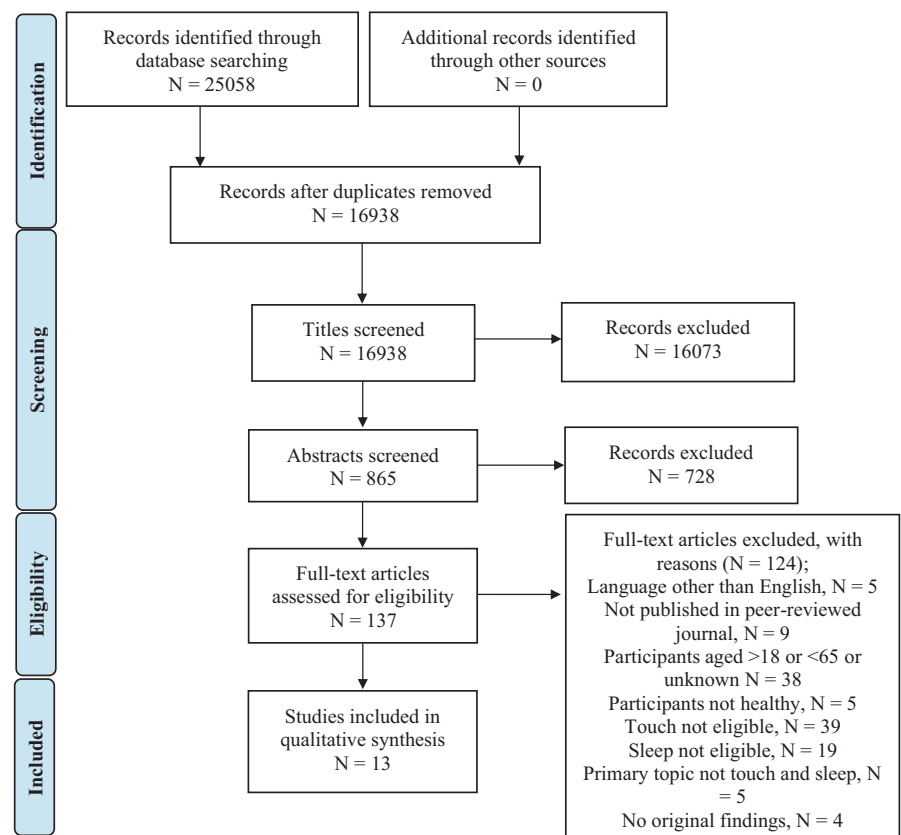 Identification
Records identified through
database searching
N = 25058
Additional records identified
through other sources
N = 0
Records after duplicates removed
N = 16938
Screening
Titles screened
N = 16938
Records excluded
N = 16073
Abstracts screened
N = 865
Records excluded
N = 728
Eligibility
Full-text articles
assessed for eligibility
N = 137
Full-text articles excluded, with
reasons (N = 124);
Language other than English, N = 5
Not published in peer-reviewed
journal, N = 9
Participants aged >18 or <65 or
unknown N = 38
Participants not healthy, N = 5
Touch not eligible, N = 39
Sleep not eligible, N = 19
Primary topic not touch and sleep, N
= 5
No original findings, N = 4
Included
Studies included in
qualitative synthesis
N = 13